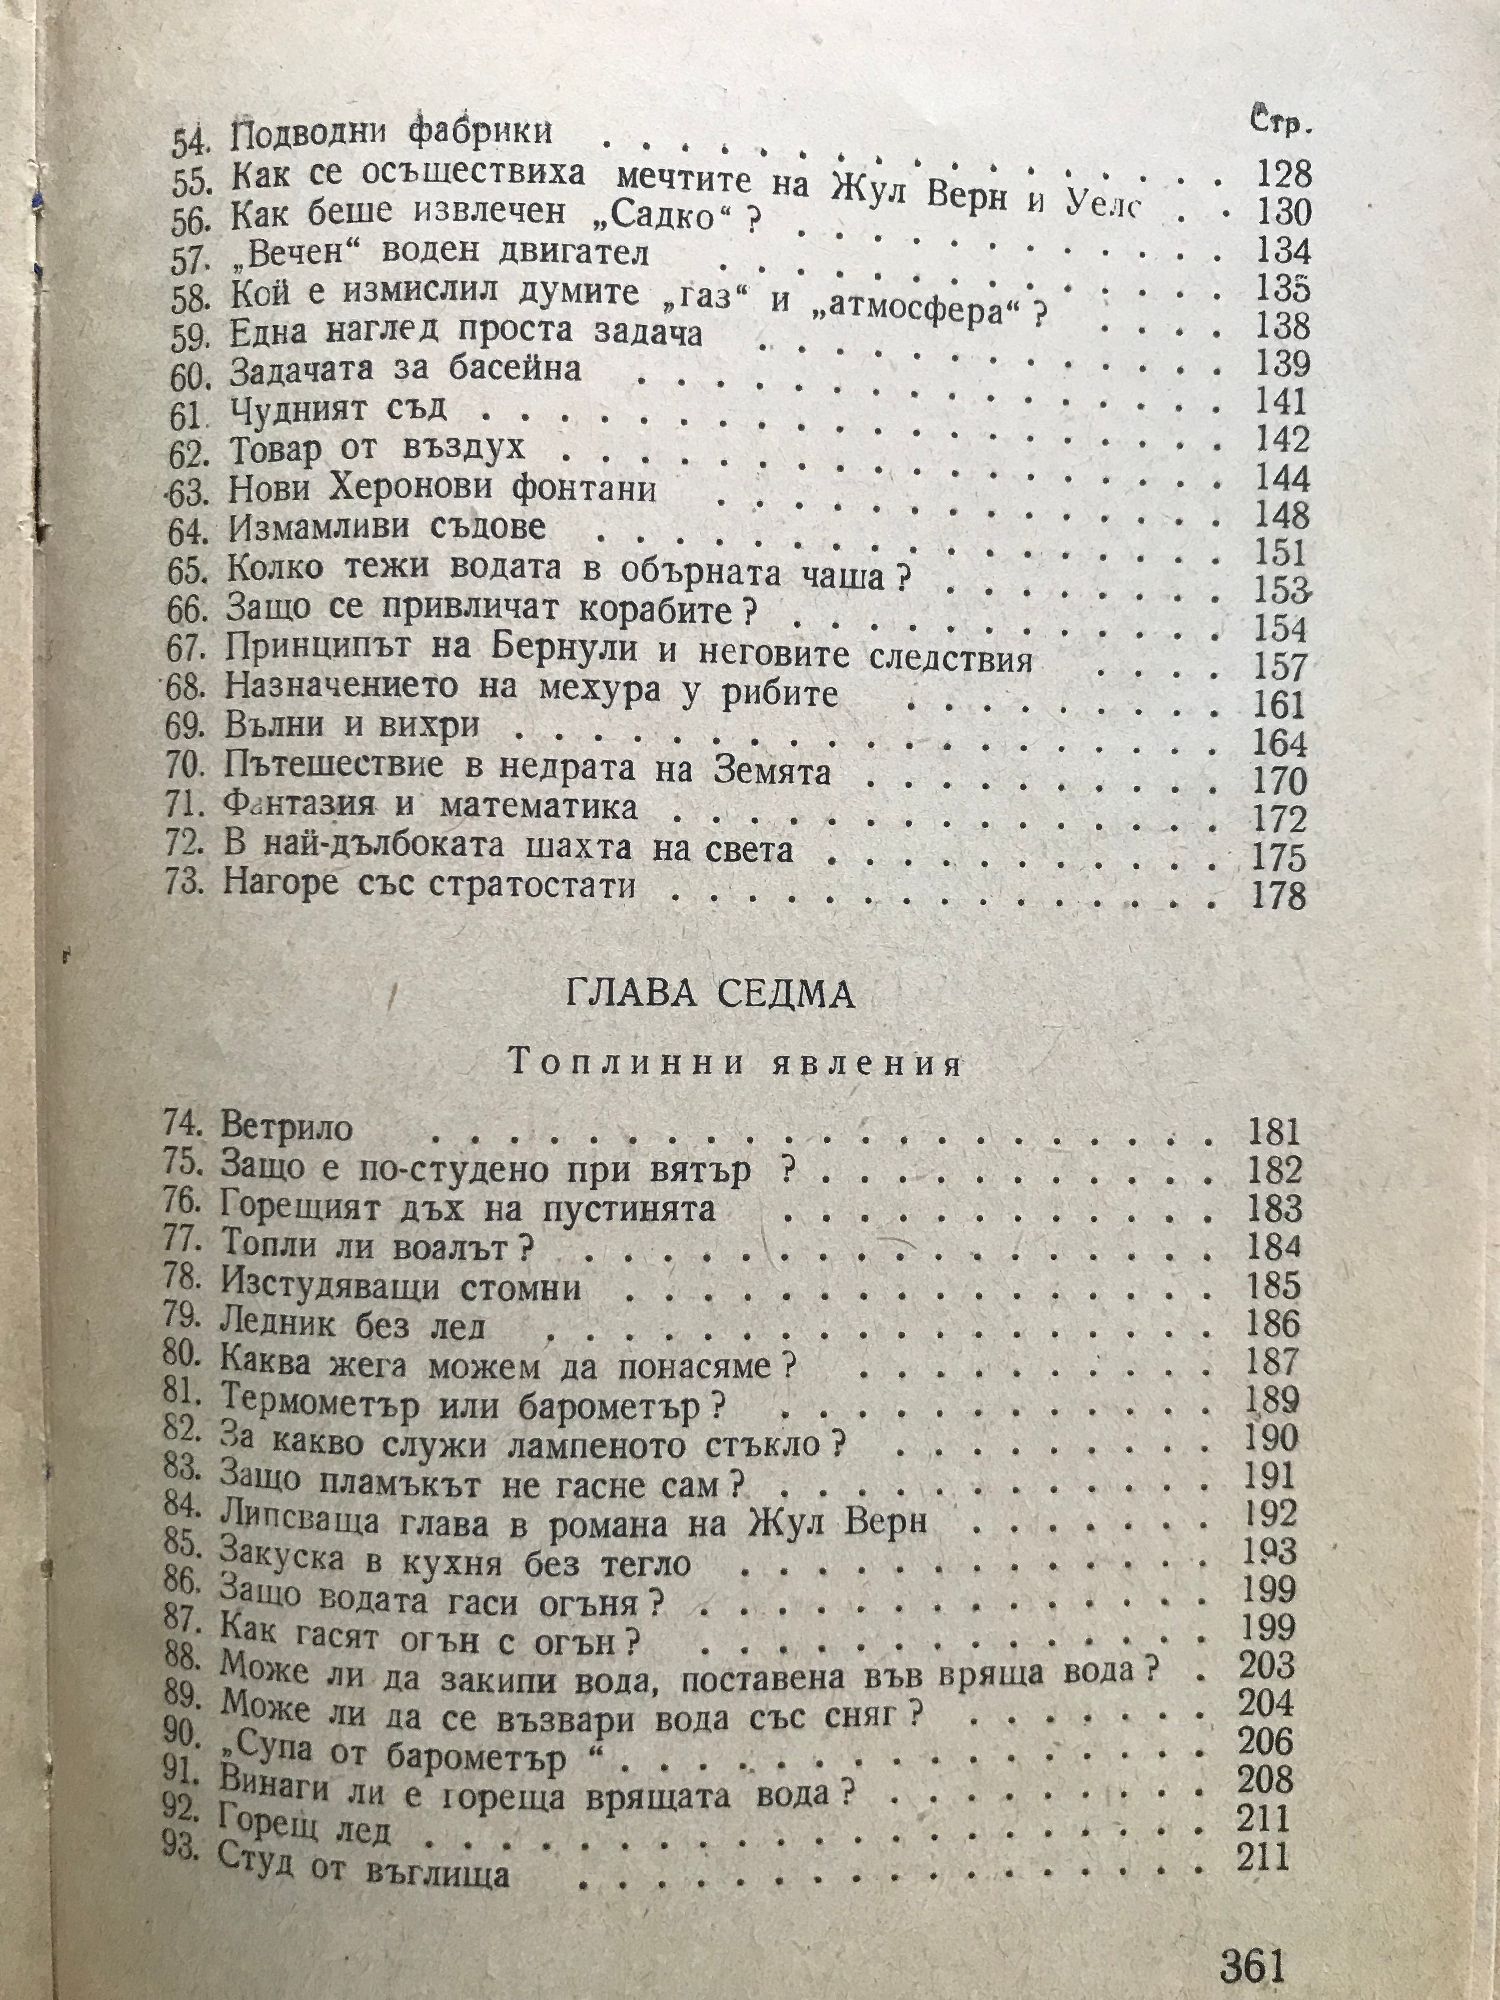 Стр.
54. Подводни фабрики . . . . . . . . . . . . . . . . 128
55. Как се осъществиха мечтите на Жул Верн и Уелс . . 130
56. Как беше извлечен „Садко“ ? . . . . . . . . . . . 134
57. „Вечен“ воден двигател . . . . . . . . . . . . . 135
58. Кой е измислил думите „газ“ и „атмосфера“ ? . . . . 138
59. Една наглед проста задача . . . . . . . . . . . . 139
60. Задачата за басейна . . . . . . . . . . . . . . . 141
61. Чудният съд . . . . . . . . . . . . . . . . . . . 142
62. Товар от въздух . . . . . . . . . . . . . . . . . 144
63. Нови Херонови фонтани . . . . . . . . . . . . . 148
64. Измамливи съдове . . . . . . . . . . . . . . . . 151
65. Колко тежи водата в обърната чаша ? . . . . . . . . 153
66. Защо се привличат корабите ? . . . . . . . . . . . 154
67. Принципът на Бернули и неговите следствия . . . . 157
68. Назначението на мехура у рибите . . . . . . . . . 161
69. Вълни и вихри . . . . . . . . . . . . . . . . . . 164
70. Пътешествие в недрата на Земята . . . . . . . . . . 170
71. Фантазия и математика . . . . . . . . . . . . . . 172
72. В най-дълбоката шахта на света . . . . . . . . . . . 175
73. Нагоре със стратостати . . . . . . . . . . . . . . 178
ГЛАВА СЕДМА
Топлинни явления
74. Ветрило . . . . . . . . . . . . . . . . . . . . . 181
75. Защо е по-студено при вятър ? . . . . . . . . . . . 182
76. Горещият дъх на пустинята . . . . . . . . . . . . 183
77. Топли ли воалът ? . . . . . . . . . . . . . . . . . 184
78. Изстудяващи стомни . . . . . . . . . . . . . . . . 185
79. Ледник без лед . . . . . . . . . . . . . . . . . . 186
80. Каква жега можем да понасяме ? . . . . . . . . . . 187
81. Термометър или барометър ? . . . . . . . . . . . . 189
82. За какво служи лампеното стъкло ? . . . . . . . . . 190
83. Защо пламъкът не гасне сам ? . . . . . . . . . . . . 191
84. Липсваща глава в романа на Жул Верн . . . . . . . 192
85. Закуска в кухня без тегло . . . . . . . . . . . . . 193
86. Защо водата гаси огъня ? . . . . . . . . . . . . . . 199
87. Как гасят огън с огън ? . . . . . . . . . . . . . . 199
88. Може ли да закипи вода, поставена във вряща вода ? . 203
89. Може ли да се възвари вода със сняг ? . . . . . . . 204
90. „Супа от барометър “ . . . . . . . . . . . . . . . . 206
91. Винаги ли е гореща врящата вода ? . . . . . . . . . 208
92. Горещ лед . . . . . . . . . . . . . . . . . . . . . 211
93. Студ от въглища . . . . . . . . . . . . . . . . . 211
361